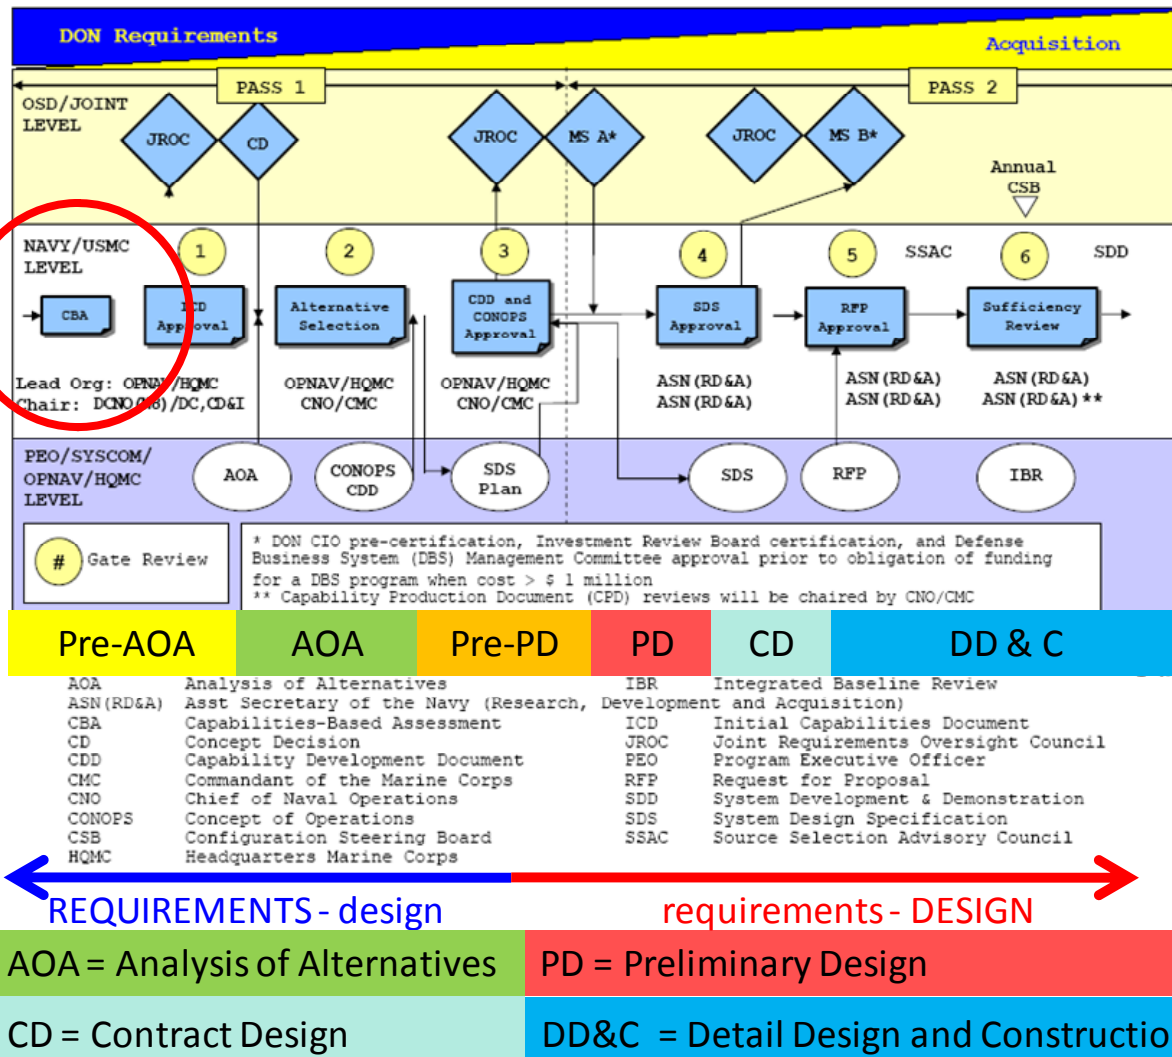 DON Requirements
Acquisition
PASS 1
PASS 2
OSD/JOINT
LEVEL
JROC
CD
JROC
MS A*
JROC
MS B*
Annual
CSB
NAVY/USMC
LEVEL
1
2
3
4
5
SSAC
6
SDD
CBA
ICD
Approval
Alternative
Selection
CDD and
CONOPS
Approval
SDS
Approval
RFP
Approval
Sufficiency
Review
Lead Org: OPNAV/HQMC
Chair: DCNO(N8)/DC,CD&I
OPNAV/HQMC
CNO/CMC
OPNAV/HQMC
CNO/CMC
ASN(RD&A)
ASN(RD&A)
ASN(RD&A)
ASN(RD&A)
ASN(RD&A)
ASN(RD&A)**
PEO/SYSCOM/
OPNAV/HQMC
LEVEL
AOA
CONOPS
CDD
SDS
Plan
SDS
RFP
IBR
# Gate Review
* DON CIO pre-certification, Investment Review Board certification, and Defense
Business System (DBS) Management Committee approval prior to obligation of funding
for a DBS program when cost > $ 1 million
** Capability Production Document (CPD) reviews will be chaired by CNO/CMC
Pre-AOA AOA Pre-PD PD CD DD & C
AOA Analysis of Alternatives IBR Integrated Baseline Review
ASN(RD&A) Asst Secretary of the Navy (Research, Development and Acquisition)
CBA Capabilities-Based Assessment ICD Initial Capabilities Document
CD Concept Decision JROC Joint Requirements Oversight Council
CDD Capability Development Document PEO Program Executive Officer
CMC Commandant of the Marine Corps RFP Request for Proposal
CNO Chief of Naval Operations SDD System Development & Demonstration
CONOPS Concept of Operations SDS System Design Specification
CSB Configuration Steering Board SSAC Source Selection Advisory Council
HQMC Headquarters Marine Corps
REQUIREMENTS - design
requirements - DESIGN
AOA = Analysis of Alternatives
PD = Preliminary Design
CD = Contract Design
DD&C = Detail Design and Constructio